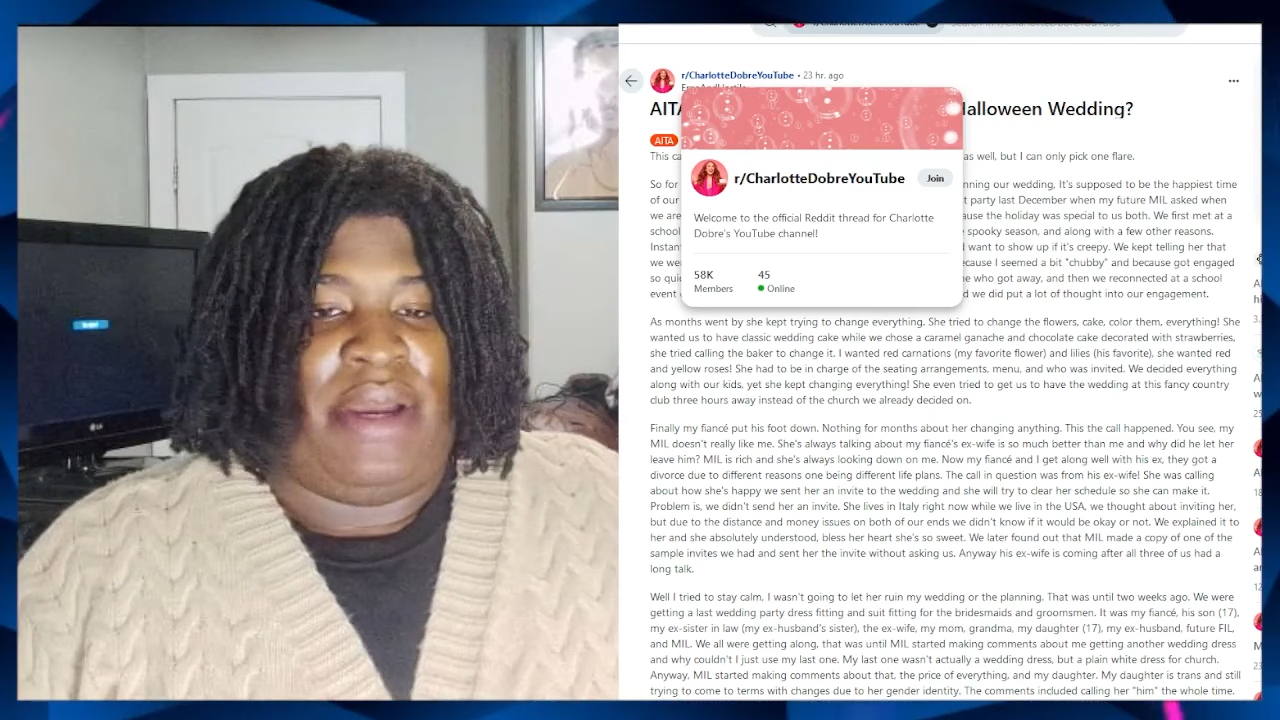 r/CharlotteDobreYouTube • 23 hr. ago
AITA
alloween Wedding?
AITA
This ca
as well, but I can only pick one flare.
r/CharlotteDobreYouTube
Join
Welcome to the official Reddit thread for Charlotte
Dobre's YouTube channel!
58K
45
Members
Online
So for
nning our wedding, It's supposed to be the happiest time
of our
t party last December when my future MIL asked when
we are
ause the holiday was special to us both. We first met at a
school
spooky season, and along with a few other reasons.
Instan
want to show up if it's creepy. We kept telling her that
we wer
ecause I seemed a bit "chubby" and because got engaged
so qui
e who got away, and then we reconnected at a school
event
d we did put a lot of thought into our engagement.
As months went by she kept trying to change everything. She tried to change the flowers, cake, color them, everything! She
wanted us to have classic wedding cake while we chose a caramel ganache and chocolate cake decorated with strawberries,
she tried calling the baker to change it. I wanted red carnations (my favorite flower) and lilies (his favorite), she wanted red
and yellow roses! She had to be in charge of the seating arrangements, menu, and who was invited. We decided everything
along with our kids, yet she kept changing everything! She even tried to get us to have the wedding at this fancy country
club three hours away instead of the church we already decided on.
Finally my fiancé put his foot down. Nothing for months about her changing anything. This the call happened. You see, my
MIL doesn't really like me. She's always talking about my fiancé's ex-wife is so much better than me and why did he let her
leave him? MIL is rich and she's always looking down on me. Now my fiancé and I get along well with his ex, they got a
divorce due to different reasons one being different life plans. The call in question was from his ex-wife! She was calling
about how she's happy we sent her an invite to the wedding and she will try to clear her schedule so she can make it.
Problem is, we didn't send her an invite. She lives in Italy right now while we live in the USA, we thought about inviting her,
but due to the distance and money issues on both of our ends we didn't know if it would be okay or not. We explained it to
her and she absolutely understood, bless her heart she's so sweet. We later found out that MIL made a copy of one of the
sample invites we had and sent her the invite without asking us. Anyway his ex-wife is coming after all three of us had a
long talk.
Well I tried to stay calm, I wasn't going to let her ruin my wedding or the planning. That was until two weeks ago. We were
getting a last wedding party dress fitting and suit fitting for the bridesmaids and groomsmen. It was my fiancé, his son (17),
my ex-sister in law (my ex-husband's sister), the ex-wife, my mom, grandma, my daughter (17), my ex-husband, future FIL,
and MIL. We all were getting along, that was until MIL started making comments about me getting another wedding dress
and why couldn't I just use my last one. My last one wasn't actually a wedding dress, but a plain white dress for church.
Anyway, MIL started making comments about that, the price of everything, and my daughter. My daughter is trans and still
trying to come to terms with changes due to her gender identity. The comments included calling her "him" the whole time.
LG